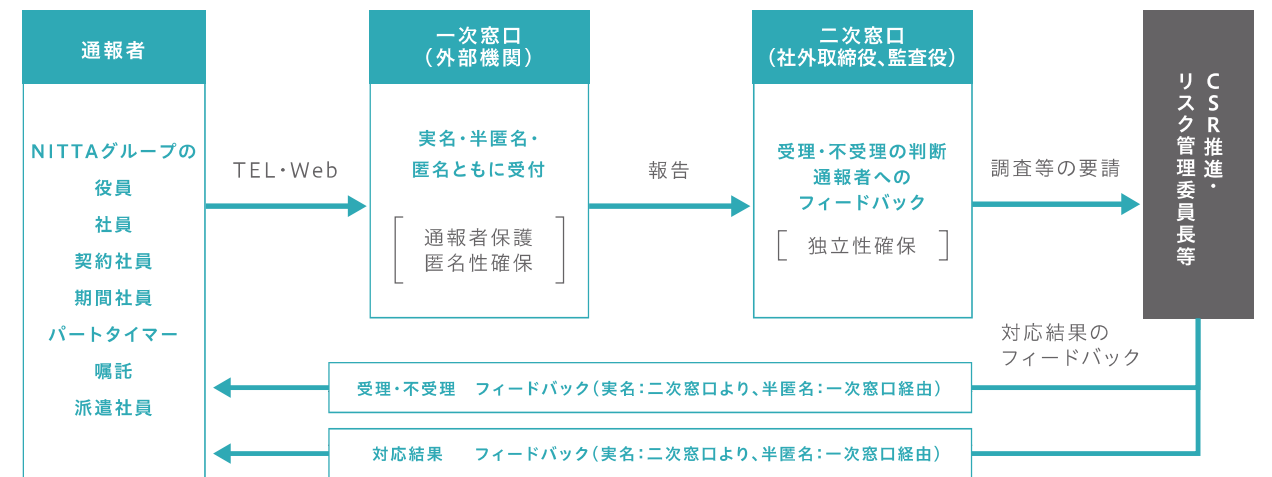 通報者
NITTAグループの
役員
社員
契約社員
期間社員
パートタイマー
嘱託
派遣社員
TEL・Web
一次窓口
（外部機関）
実名・半匿名・
匿名ともに受付
通報者保護
匿名性確保
報告
二次窓口
（社外取締役、監査役）
受理・不受理の判断
通報者への
フィードバック
独立性確保
調査等の要請
CSR推進・
リスク管理委員長等
対応結果の
フィードバック
受理・不受理　フィードバック（実名：二次窓口より、半匿名：一次窓口経由）
対応結果　フィードバック（実名：二次窓口より、半匿名：一次窓口経由）